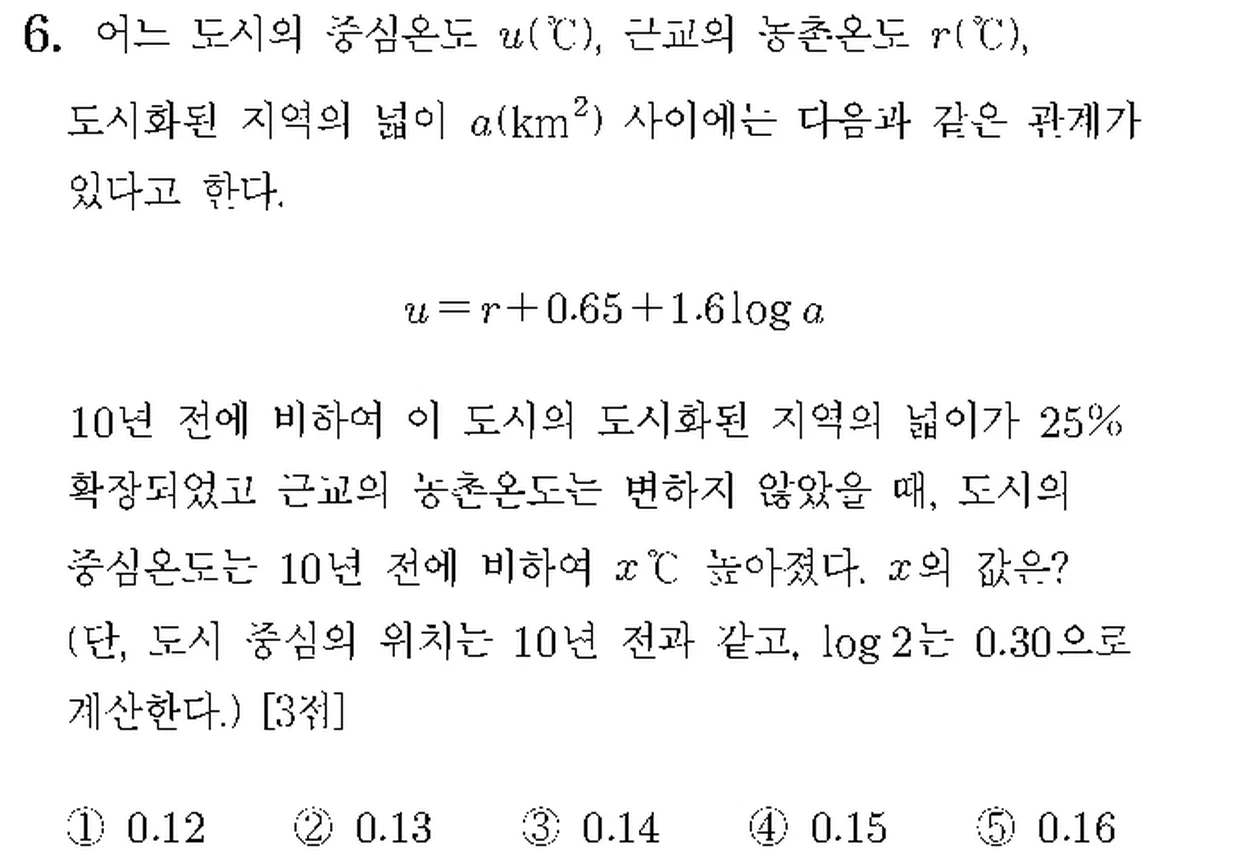 6. 어느 도시의 중심온도 u(℃), 근교의 농촌온도 r(℃),
도시화된 지역의 넓이 a(km²) 사이에는 다음과 같은 관계가
있다고 한다.
u=r+0.65+1.6log a
10년 전에 비하여 이 도시의 도시화된 지역의 넓이가 25%
확장되었고 근교의 농촌온도는 변하지 않았을 때, 도시의
중심온도는 10년 전에 비하여 x℃ 높아졌다. x의 값은?
(단, 도시 중심의 위치는 10년 전과 같고, log 2는 0.30으로
계산한다.) [3점]
① 0.12 ② 0.13 ③ 0.14 ④ 0.15 ⑤ 0.16